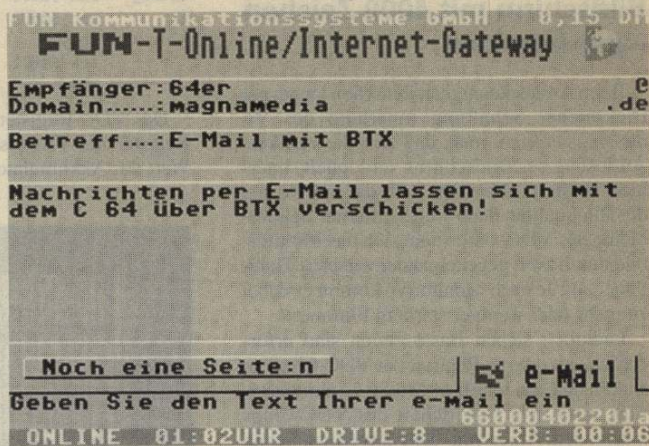 FUN Kommunikationssysteme GmbH 0,15 DM
FUN-T-Online/Internet-Gateway
Empfänger:64er @
Domain......:magnamedia .de
Betreff....:E-Mail mit BTX
Nachrichten per E-Mail lassen sich mit
dem C 64 über BTX verschicken!
Noch eine Seite:n
e-mail
Geben Sie den Text Ihrer e-mail ein
66000402201a
ONLINE 01:02UHR DRIVE:8 VERB: 00:06